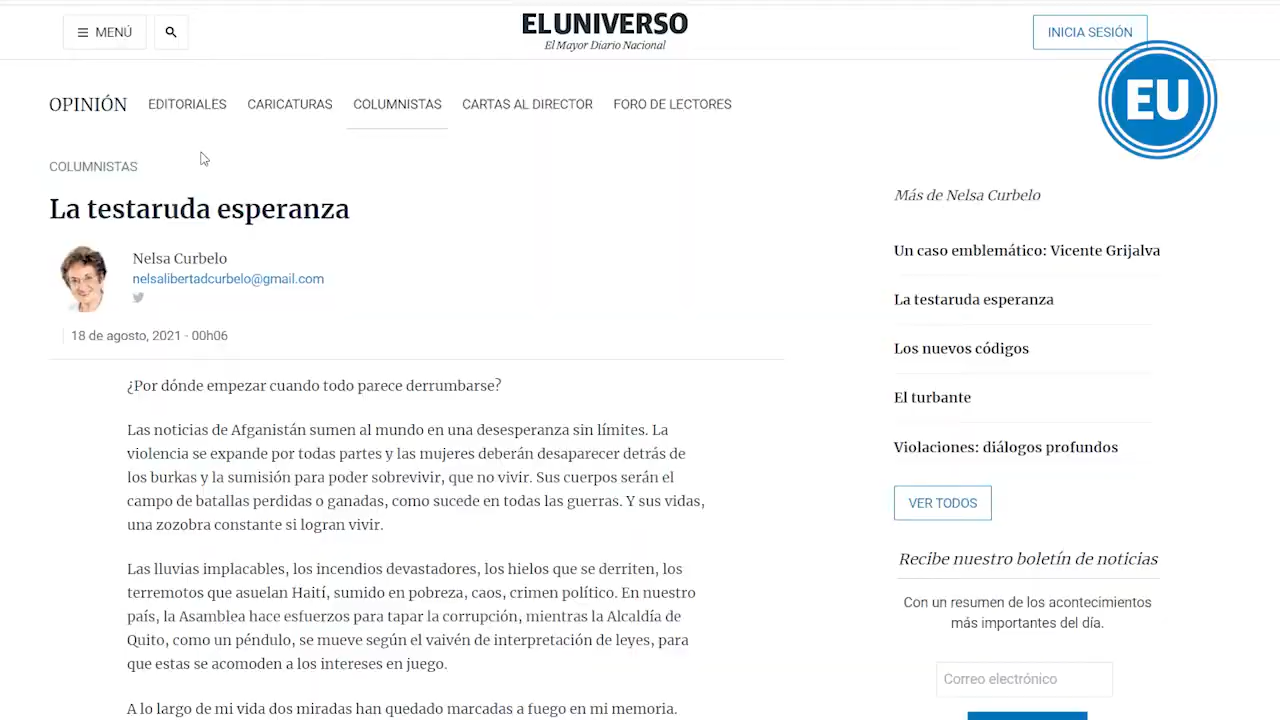 MENÚ
EL UNIVERSO
El Mayor Diario Nacional
INICIA SESIÓN
EU
OPINIÓN EDITORIALES CARICATURAS COLUMNISTAS CARTAS AL DIRECTOR FORO DE LECTORES
COLUMNISTAS
La testaruda esperanza
Nelsa Curbelo
nelsalibertadcurbelo@gmail.com
18 de agosto, 2021 - 00h06
¿Por dónde empezar cuando todo parece derrumbarse?
Las noticias de Afganistán sumen al mundo en una desesperanza sin límites. La
violencia se expande por todas partes y las mujeres deberán desaparecer detrás de
los burkas y la sumisión para poder sobrevivir, que no vivir. Sus cuerpos serán el
campo de batallas perdidas o ganadas, como sucede en todas las guerras. Y sus vidas,
una zozobra constante si logran vivir.
Las lluvias implacables, los incendios devastadores, los hielos que se derriten, los
terremotos que asuelan Haití, sumido en pobreza, caos, crimen político. En nuestro
país, la Asamblea hace esfuerzos para tapar la corrupción, mientras la Alcaldía de
Quito, como un péndulo, se mueve según el vaivén de interpretación de leyes, para
que estas se acomoden a los intereses en juego.
A lo largo de mi vida dos miradas han quedado marcadas a fuego en mi memoria.
Más de Nelsa Curbelo
Un caso emblemático: Vicente Grijalva
La testaruda esperanza
Los nuevos códigos
El turbante
Violaciones: diálogos profundos
VER TODOS
Recibe nuestro boletín de noticias
Con un resumen de los acontecimientos
más importantes del día.
Correo electrónico